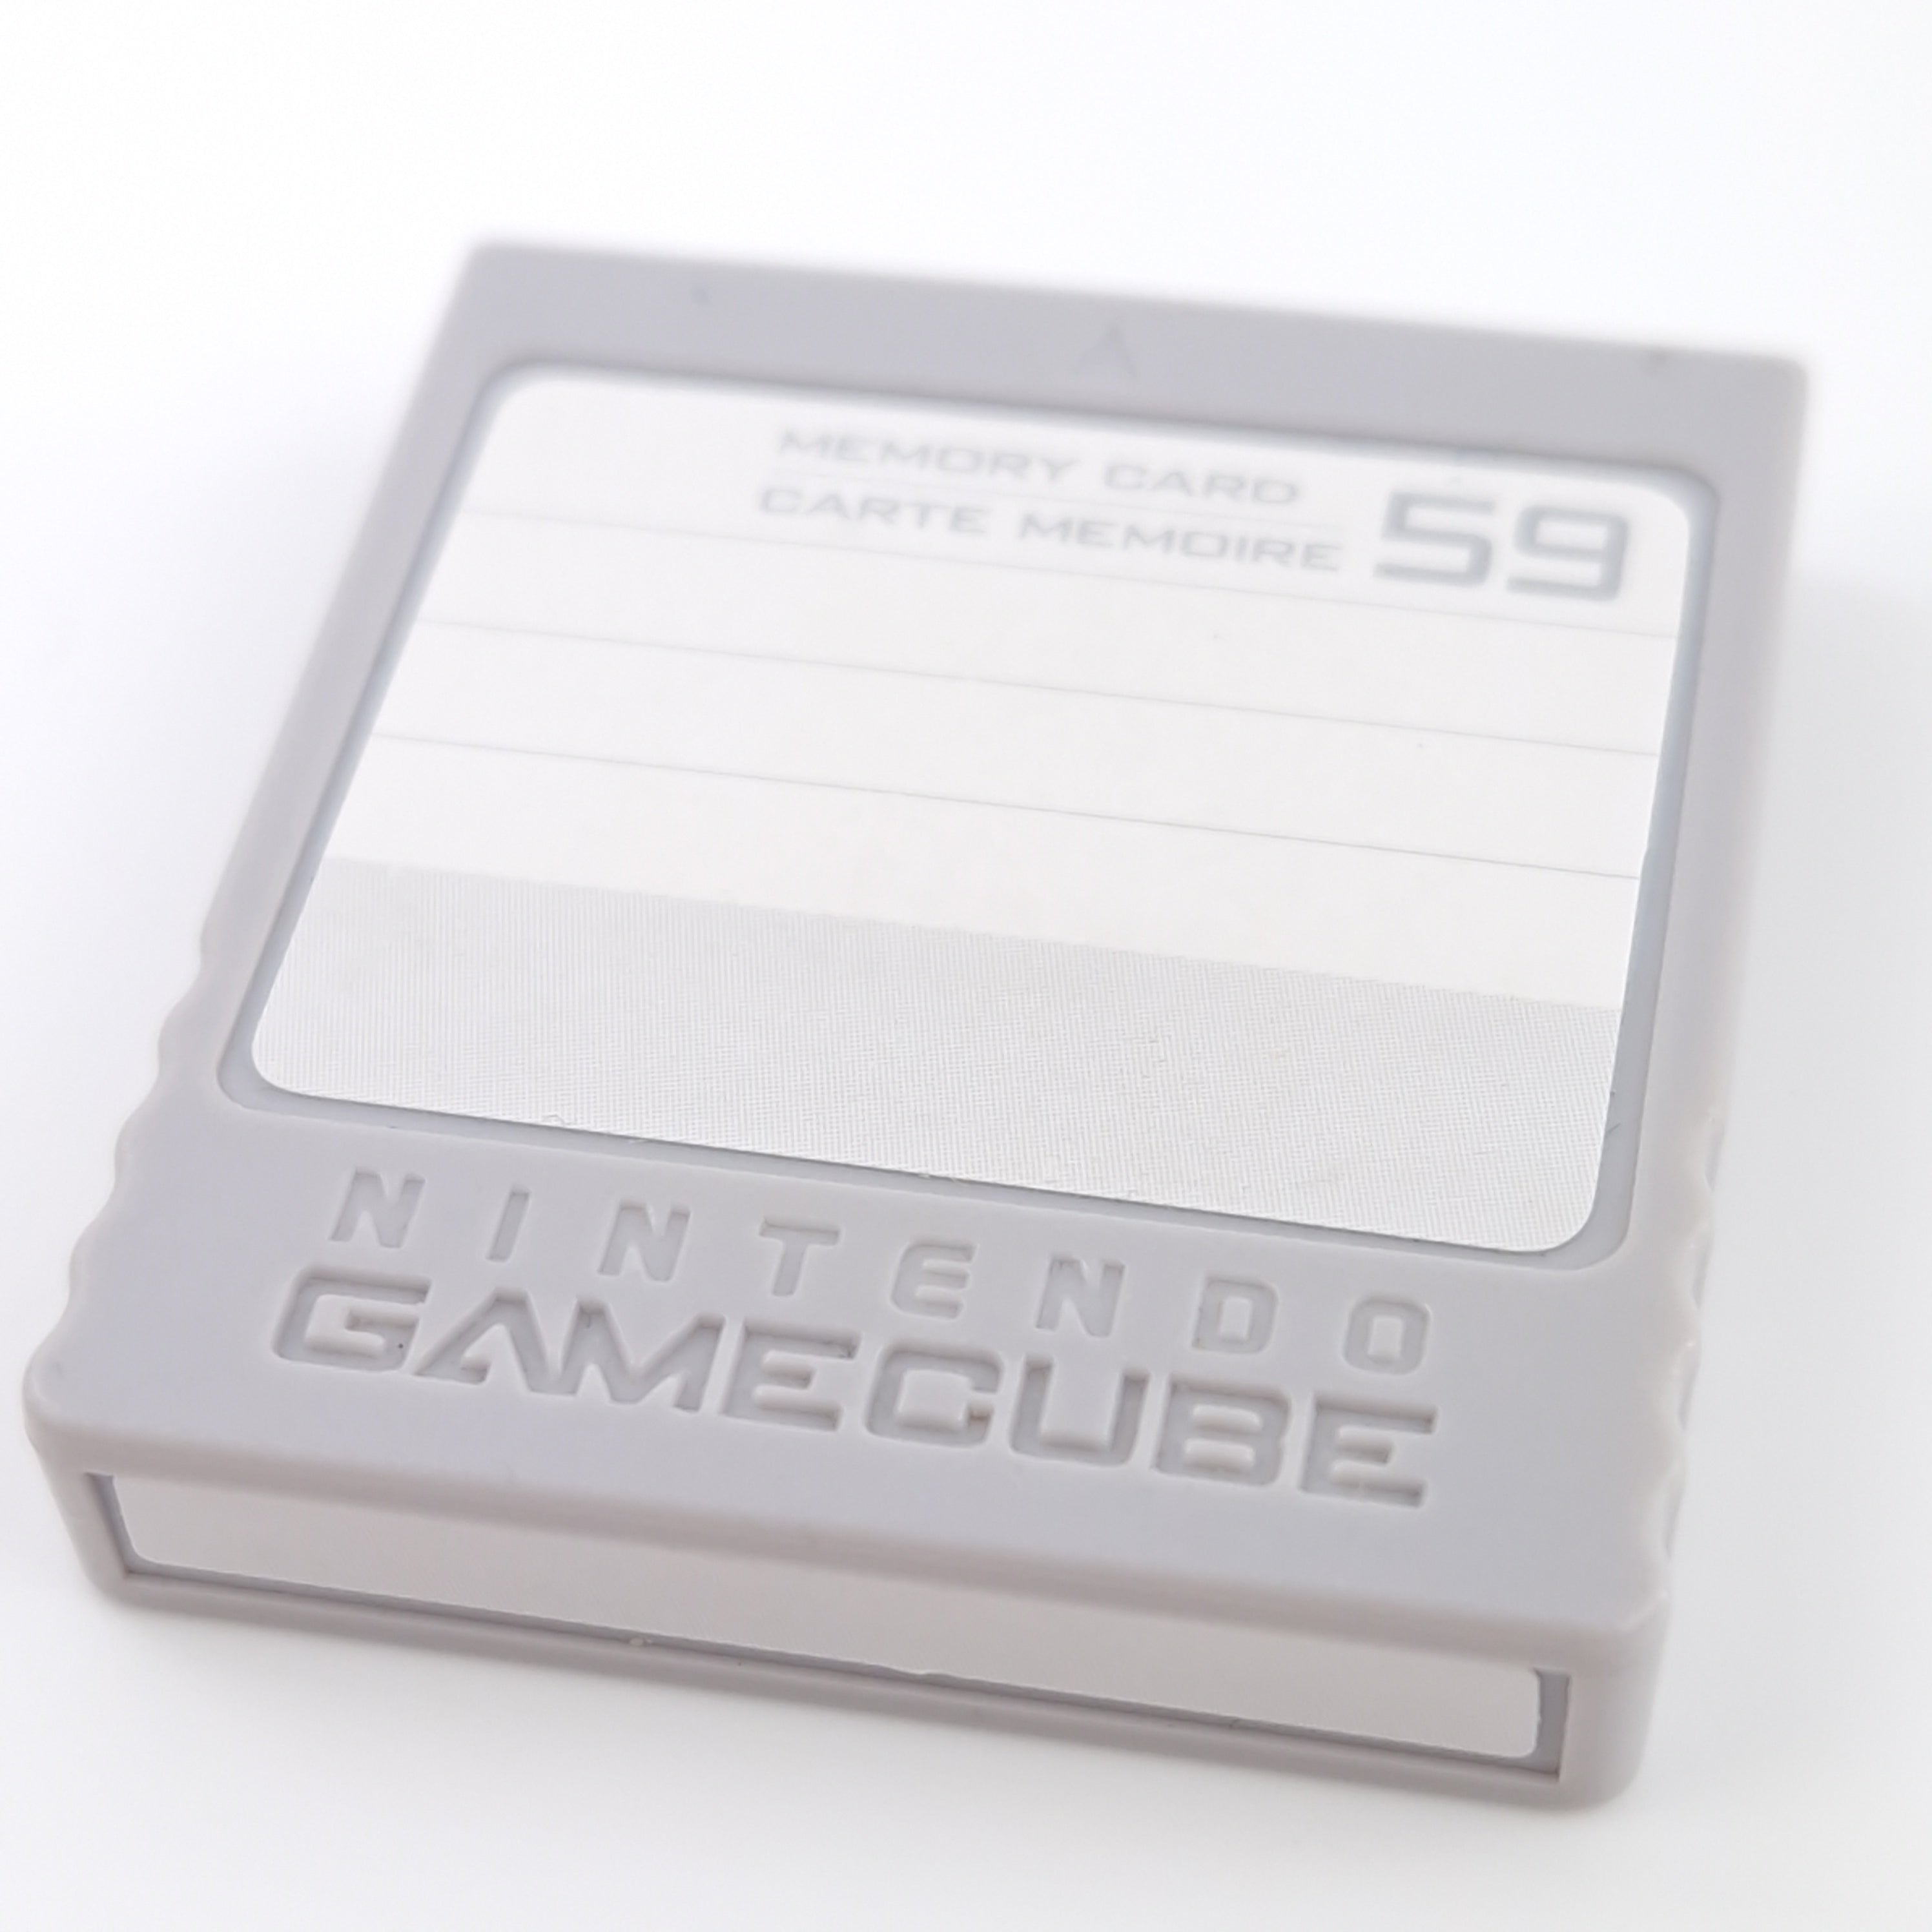 MEMORY CARD
CARTE MEMOIRE 59
NINTENDO
GAMECUBE